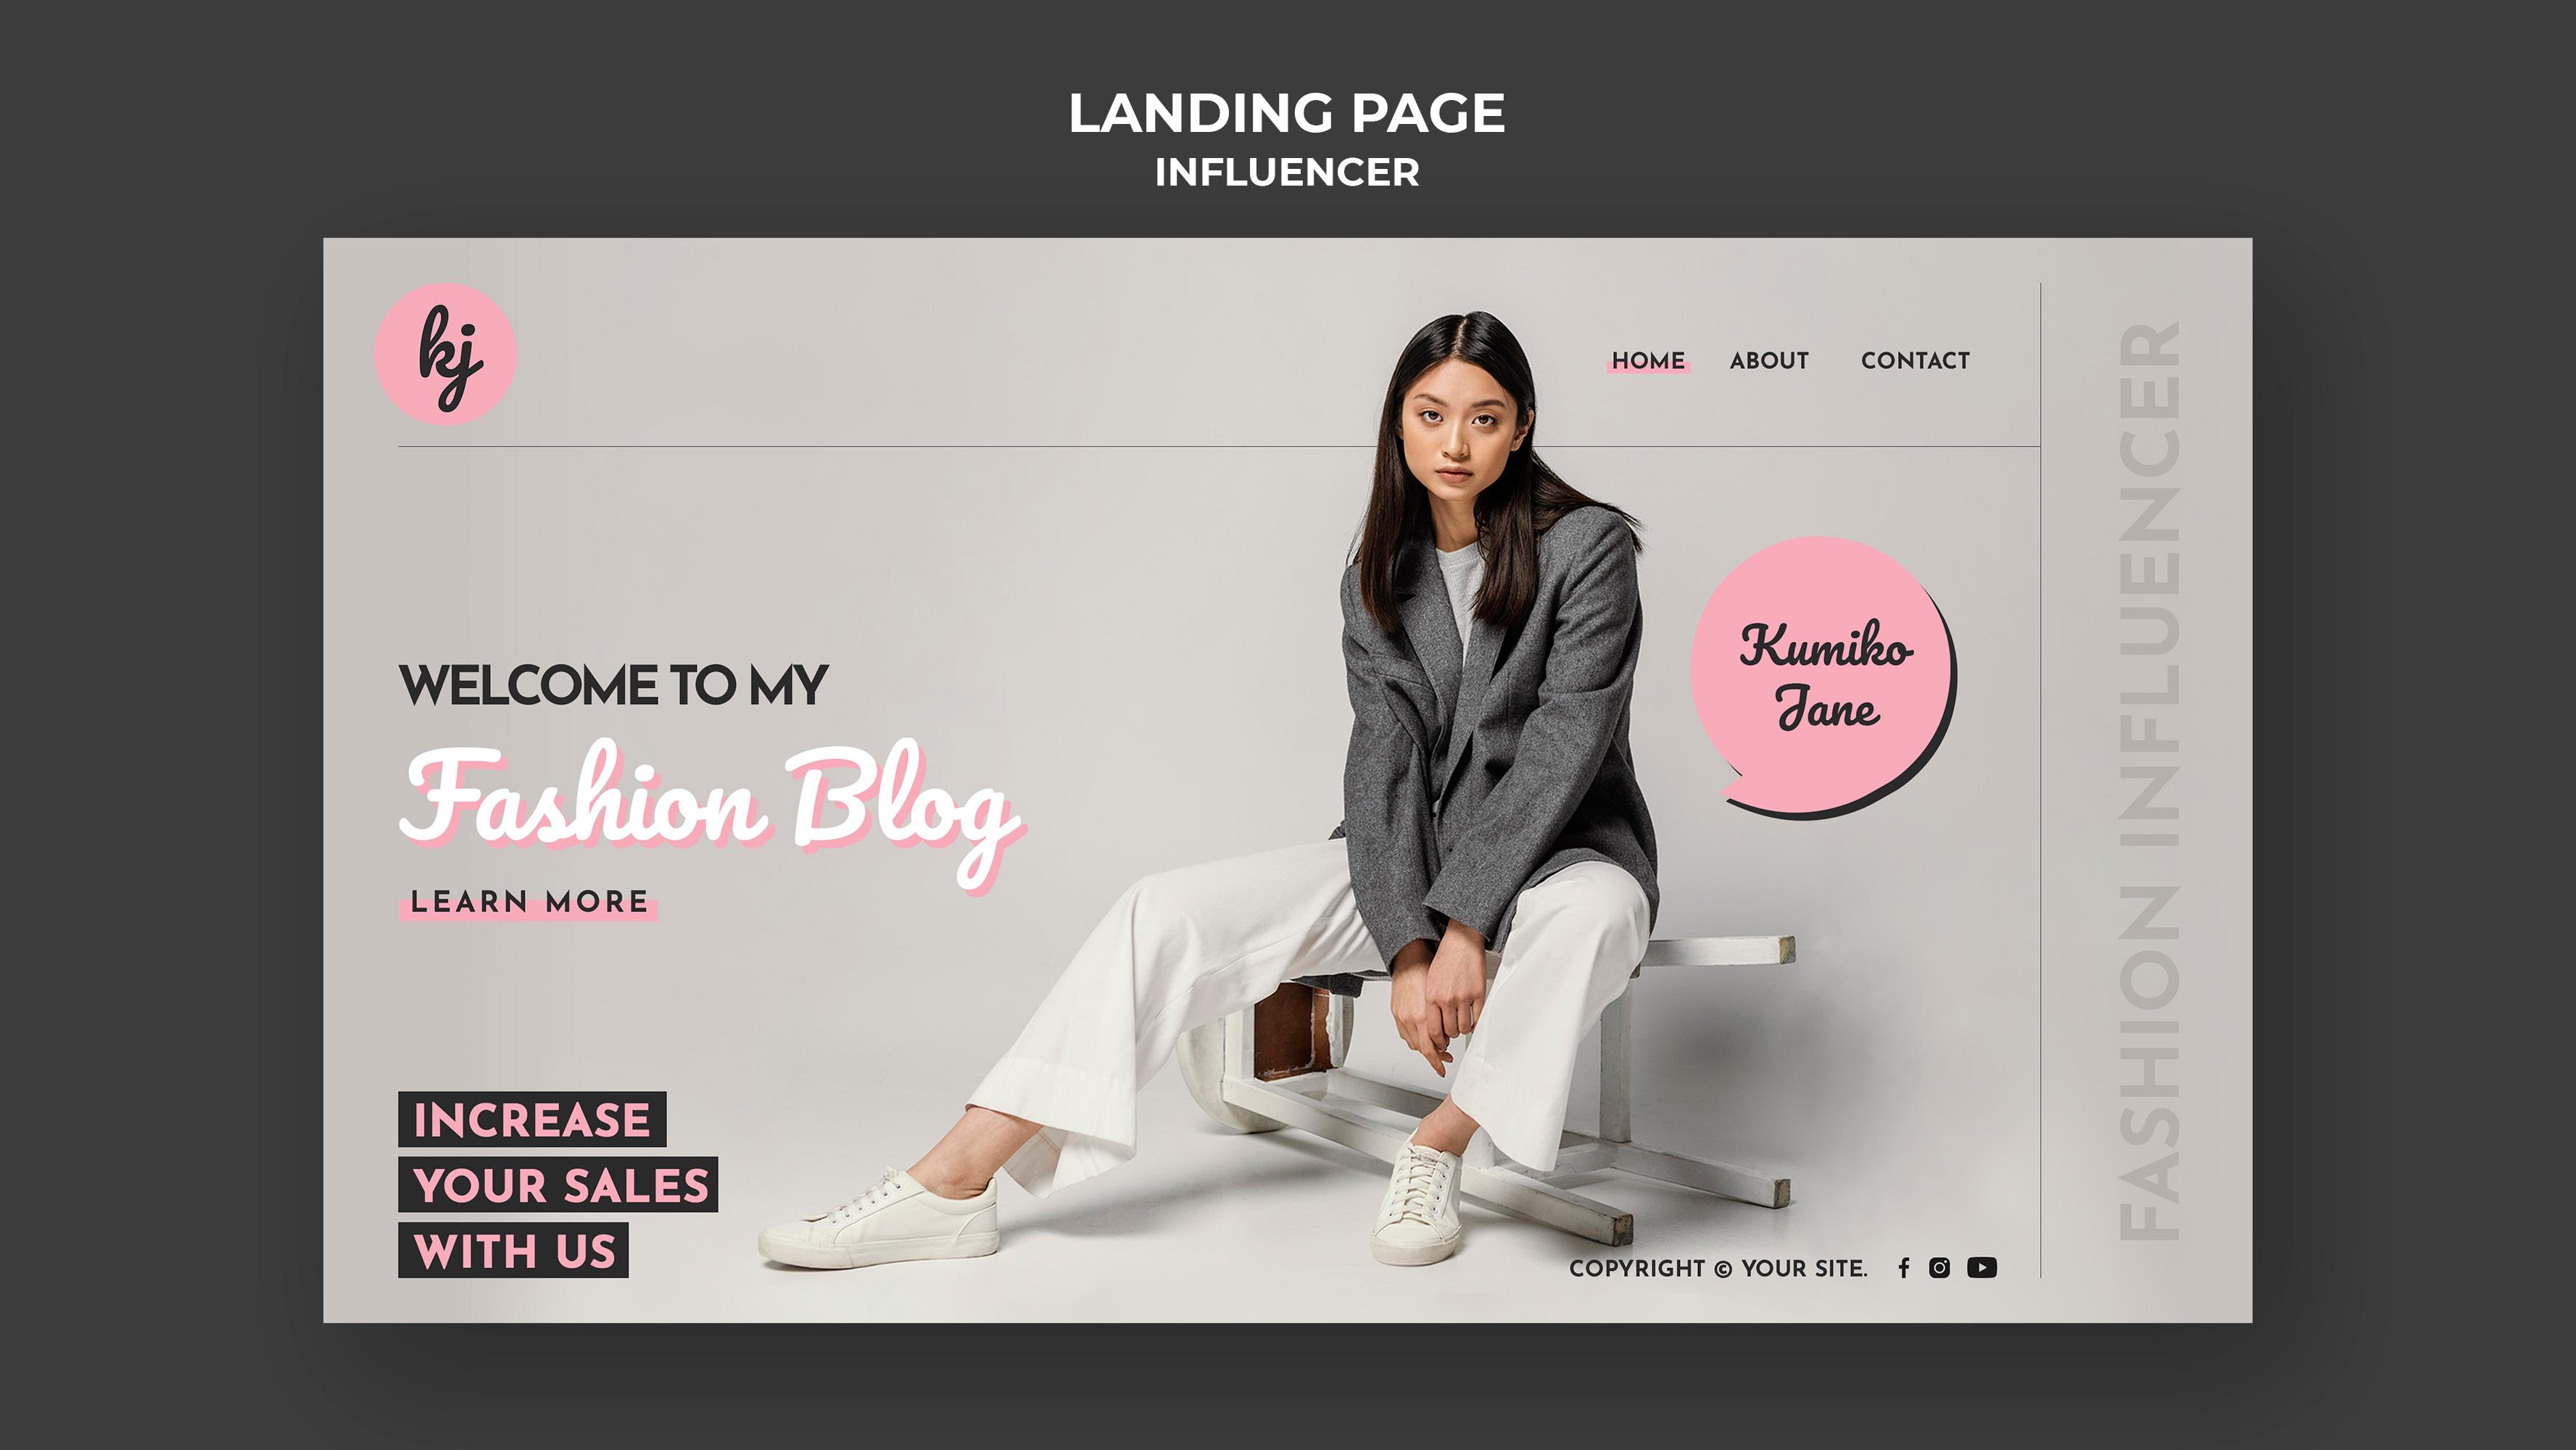 LANDING PAGE
INFLUENCER
kj
HOME ABOUT CONTACT
WELCOME TO MY
Fashion Blog
LEARN MORE
Kumiko
Jane
INCREASE
YOUR SALES
WITH US
COPYRIGHT © YOUR SITE.
FASHION INFLUENCER